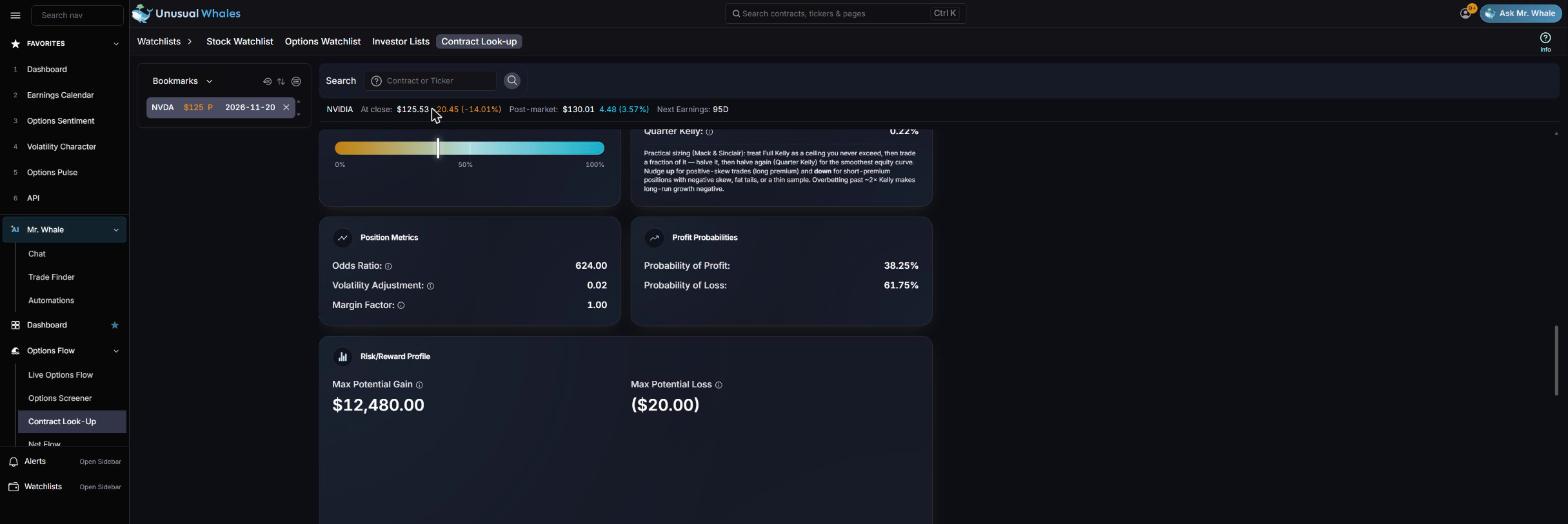 Search nav
Unusual Whales
Search contracts, tickers & pages
Ctrl K
9+
Ask Mr. Whale
FAVORITES
1 Dashboard
2 Earnings Calendar
3 Options Sentiment
4 Volatility Character
5 Options Pulse
6 API
AI Mr. Whale
Chat
Trade Finder
Automations
Dashboard
Options Flow
Live Options Flow
Options Screener
Contract Look-Up
Net Flow
Alerts Open Sidebar
Watchlists Open Sidebar
Watchlists > Stock Watchlist Options Watchlist Investor Lists Contract Look-up
Info
Bookmarks
NVDA $125 P 2026-11-20
Search Contract or Ticker
NVIDIA At close: $125.53 -20.45 (-14.01%) Post-market: $130.01 4.48 (3.57%) Next Earnings: 95D
0% 50% 100%
Quarter Kelly: 0.22%
Practical sizing (Mack & Sinclair): treat Full Kelly as a ceiling you never exceed, then trade
a fraction of it — halve it, then halve again (Quarter Kelly) for the smoothest equity curve.
Nudge up for positive-skew trades (long premium) and down for short-premium
positions with negative skew, fat tails, or a thin sample. Overbetting past ~2× Kelly makes
long-run growth negative.
Position Metrics
Odds Ratio: 624.00
Volatility Adjustment: 0.02
Margin Factor: 1.00
Profit Probabilities
Probability of Profit: 38.25%
Probability of Loss: 61.75%
Risk/Reward Profile
Max Potential Gain
$12,480.00
Max Potential Loss
($20.00)